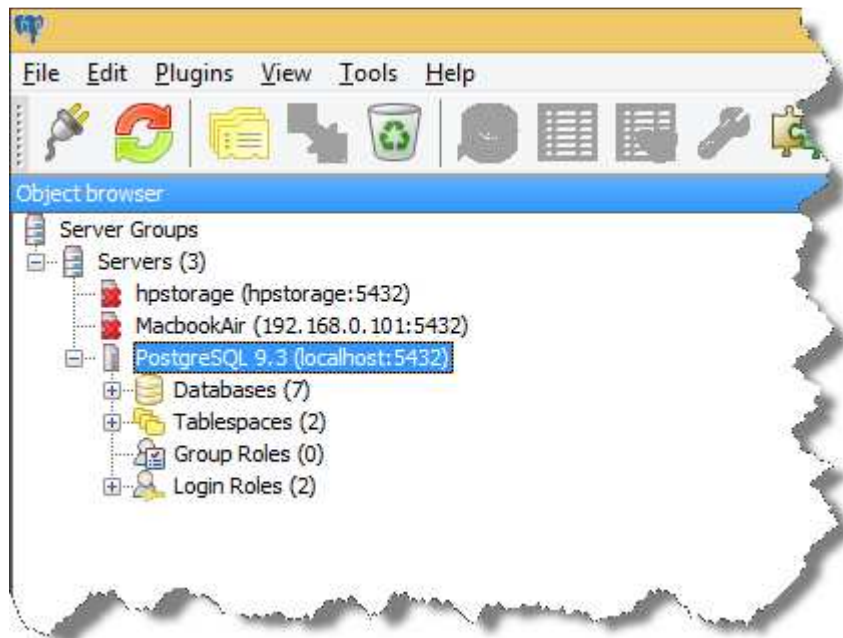 File Edit Plugins View Tools Help
Object browser
Server Groups
Servers (3)
hpstorage (hpstorage:5432)
MacbookAir (192.168.0.101:5432)
PostgreSQL 9.3 (localhost:5432)
Databases (7)
Tablespaces (2)
Group Roles (0)
Login Roles (2)